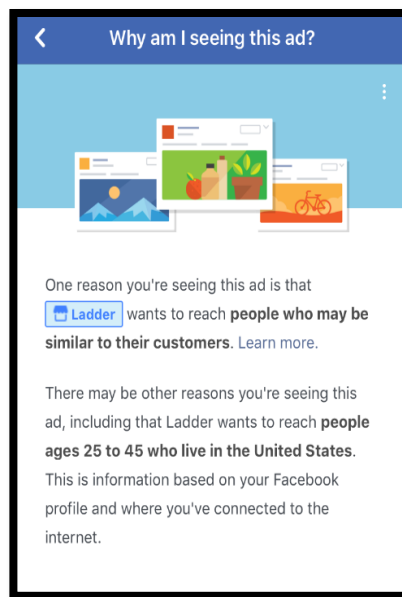 Why am I seeing this ad?
One reason you're seeing this ad is that
Ladder wants to reach people who may be
similar to their customers. Learn more.
There may be other reasons you're seeing this
ad, including that Ladder wants to reach people
ages 25 to 45 who live in the United States.
This is information based on your Facebook
profile and where you've connected to the
internet.